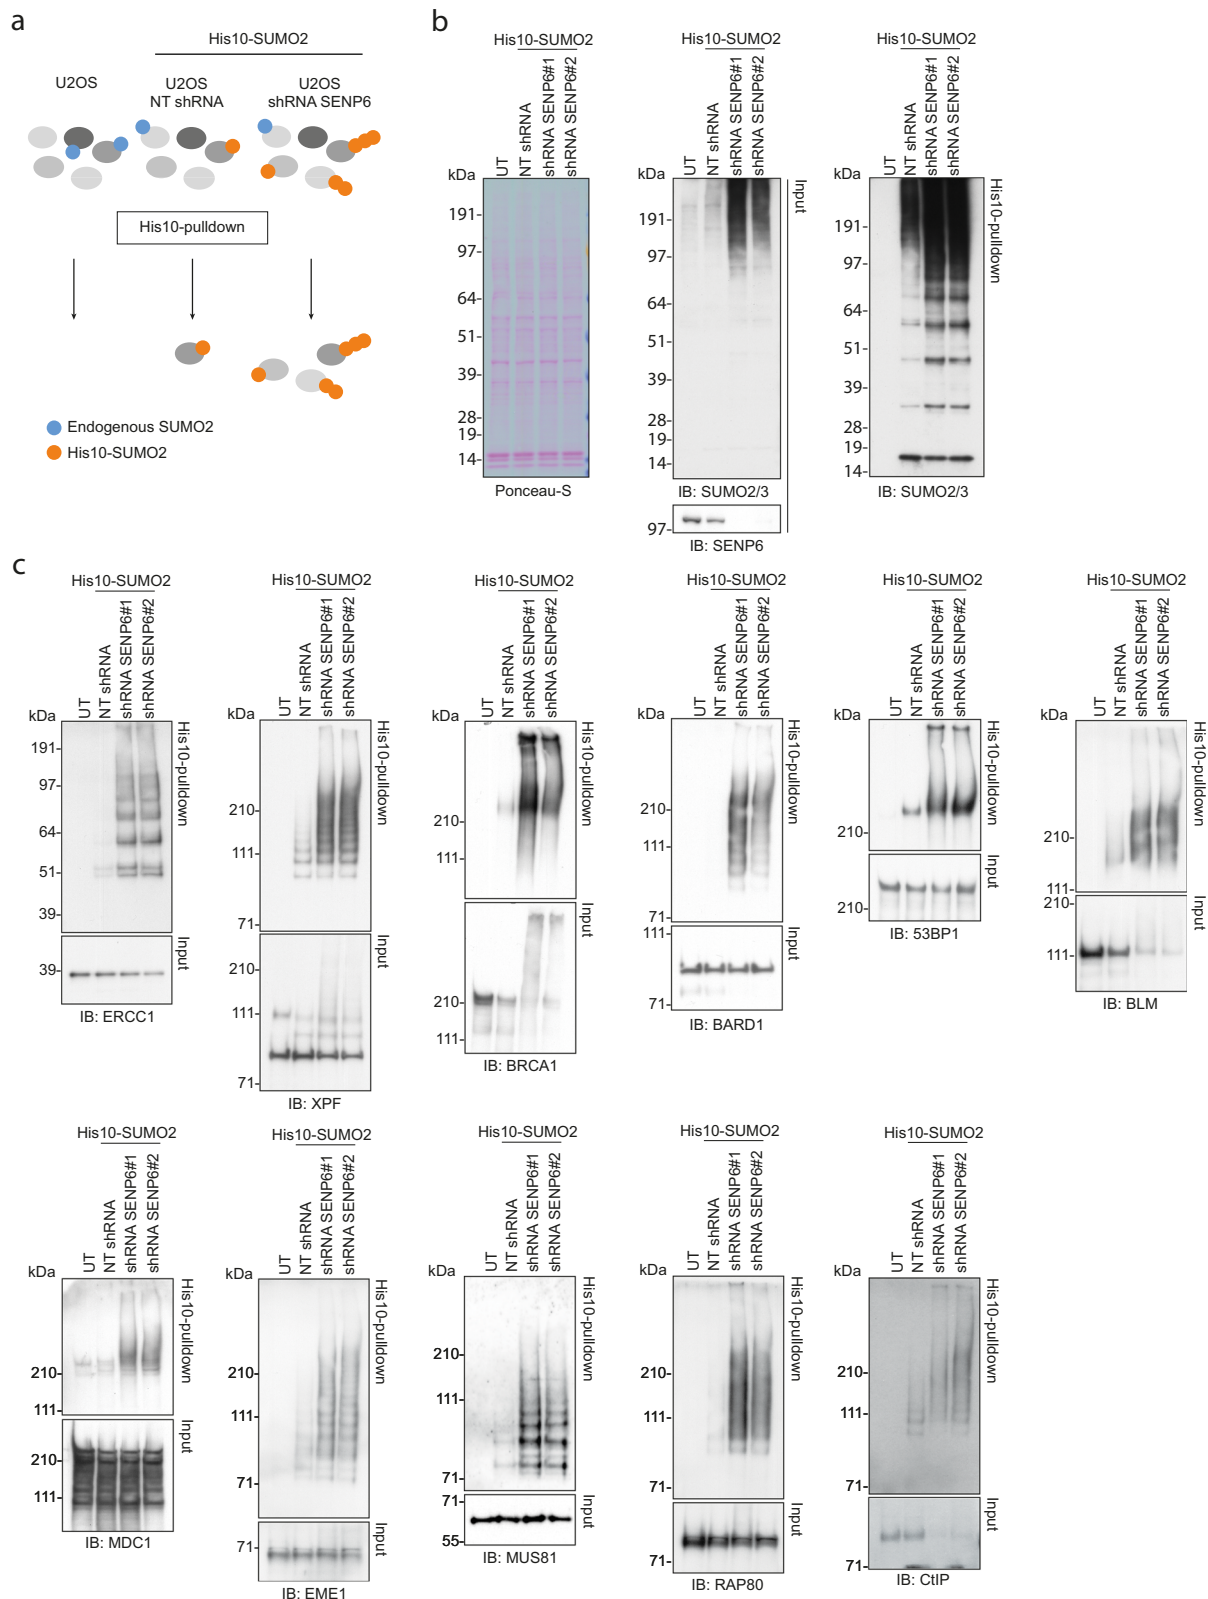 a
His10-SUMO2
U2OS
U2OS
NT shRNA
U2OS
shRNA SENP6
His10-pulldown
Endogenous SUMO2
His10-SUMO2
b
His10-SUMO2
UT
NT shRNA
shRNA SENP6#1
shRNA SENP6#2
kDa
191-
97-
64-
51-
39-
28-
19-
14-
Ponceau-S
His10-SUMO2
UT
NT shRNA
shRNA SENP6#1
shRNA SENP6#2
kDa
191-
97-
64-
51-
39-
28-
19-
14-
Input
IB: SUMO2/3
97-
IB: SENP6
His10-SUMO2
UT
NT shRNA
shRNA SENP6#1
shRNA SENP6#2
kDa
191-
97-
64-
51-
39-
28-
19-
14-
His10-pulldown
IB: SUMO2/3
c
His10-SUMO2
UT
NT shRNA
shRNA SENP6#1
shRNA SENP6#2
kDa
191-
97-
64-
51-
39-
His10-pulldown
39-
Input
IB: ERCC1
His10-SUMO2
UT
NT shRNA
shRNA SENP6#1
shRNA SENP6#2
kDa
210-
111-
71-
His10-pulldown
210-
111-
71-
Input
IB: XPF
His10-SUMO2
UT
NT shRNA
shRNA SENP6#1
shRNA SENP6#2
kDa
210-
111-
His10-pulldown
210-
111-
Input
IB: BRCA1
His10-SUMO2
UT
NT shRNA
shRNA SENP6#1
shRNA SENP6#2
kDa
210-
111-
71-
His10-pulldown
111-
71-
Input
IB: BARD1
His10-SUMO2
UT
NT shRNA
shRNA SENP6#1
shRNA SENP6#2
kDa
210-
His10-pulldown
210-
Input
IB: 53BP1
His10-SUMO2
UT
NT shRNA
shRNA SENP6#1
shRNA SENP6#2
kDa
210-
111-
His10-pulldown
210-
111-
Input
IB: BLM
His10-SUMO2
UT
NT shRNA
shRNA SENP6#1
shRNA SENP6#2
kDa
210-
111-
His10-pulldown
210-
111-
Input
IB: MDC1
His10-SUMO2
UT
NT shRNA
shRNA SENP6#1
shRNA SENP6#2
kDa
210-
111-
71-
His10-pulldown
71-
Input
IB: EME1
His10-SUMO2
UT
NT shRNA
shRNA SENP6#1
shRNA SENP6#2
kDa
210-
111-
71-
His10-pulldown
71-
55-
Input
IB: MUS81
His10-SUMO2
UT
NT shRNA
shRNA SENP6#1
shRNA SENP6#2
kDa
210-
111-
71-
His10-pulldown
71-
Input
IB: RAP80
His10-SUMO2
UT
NT shRNA
shRNA SENP6#1
shRNA SENP6#2
kDa
210-
111-
71-
His10-pulldown
71-
Input
IB: CtIP